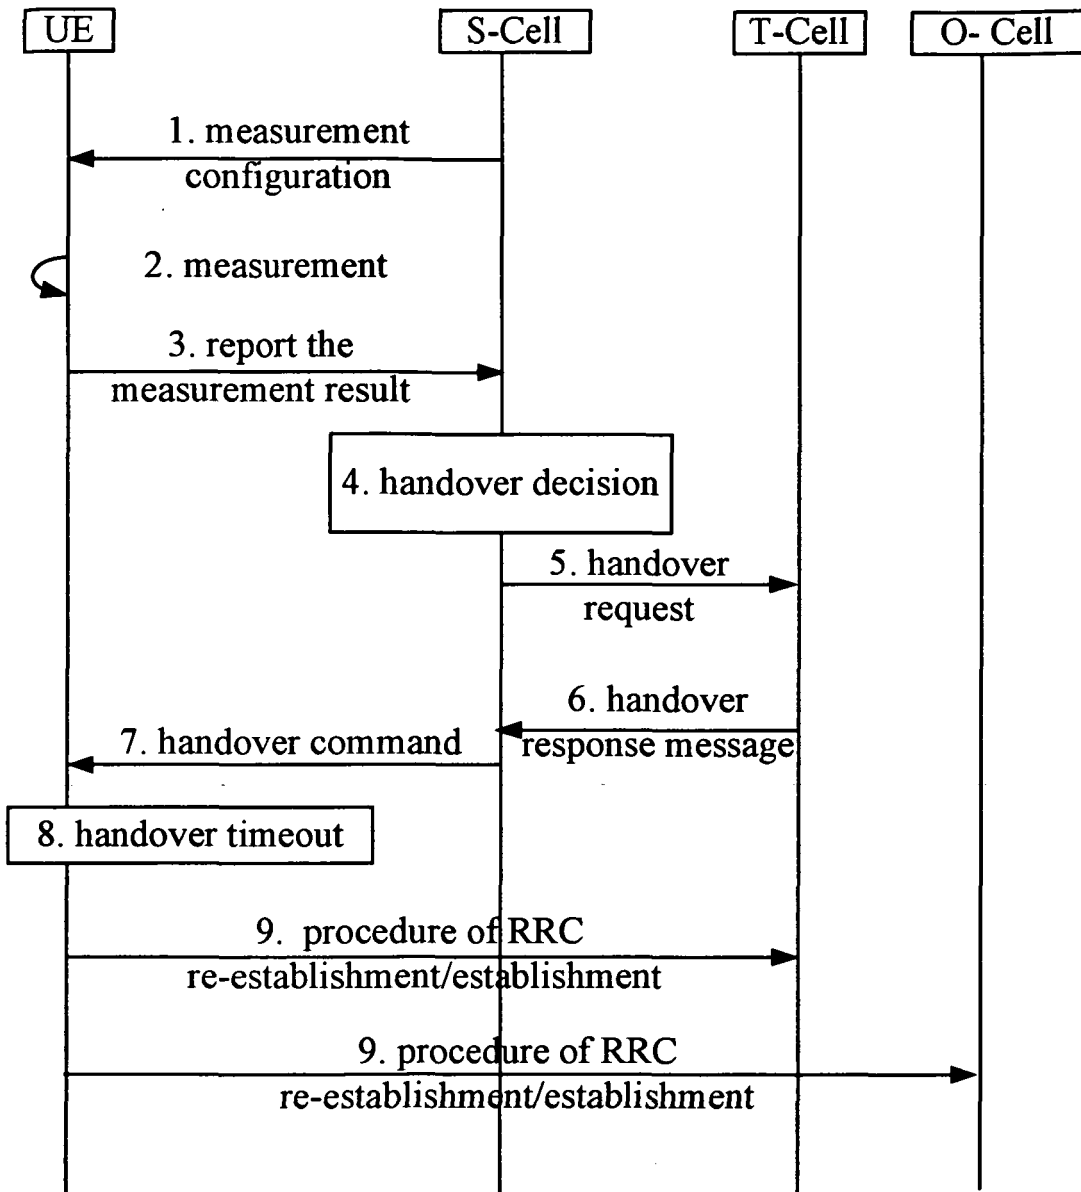 UE
S-Cell
T-Cell
O- Cell
1. measurement
configuration
2. measurement
3. report the
measurement result
4. handover decision
5. handover
request
6. handover
response message
7. handover command
8. handover timeout
9. procedure of RRC
re-establishment/establishment
9. procedure of RRC
re-establishment/establishment